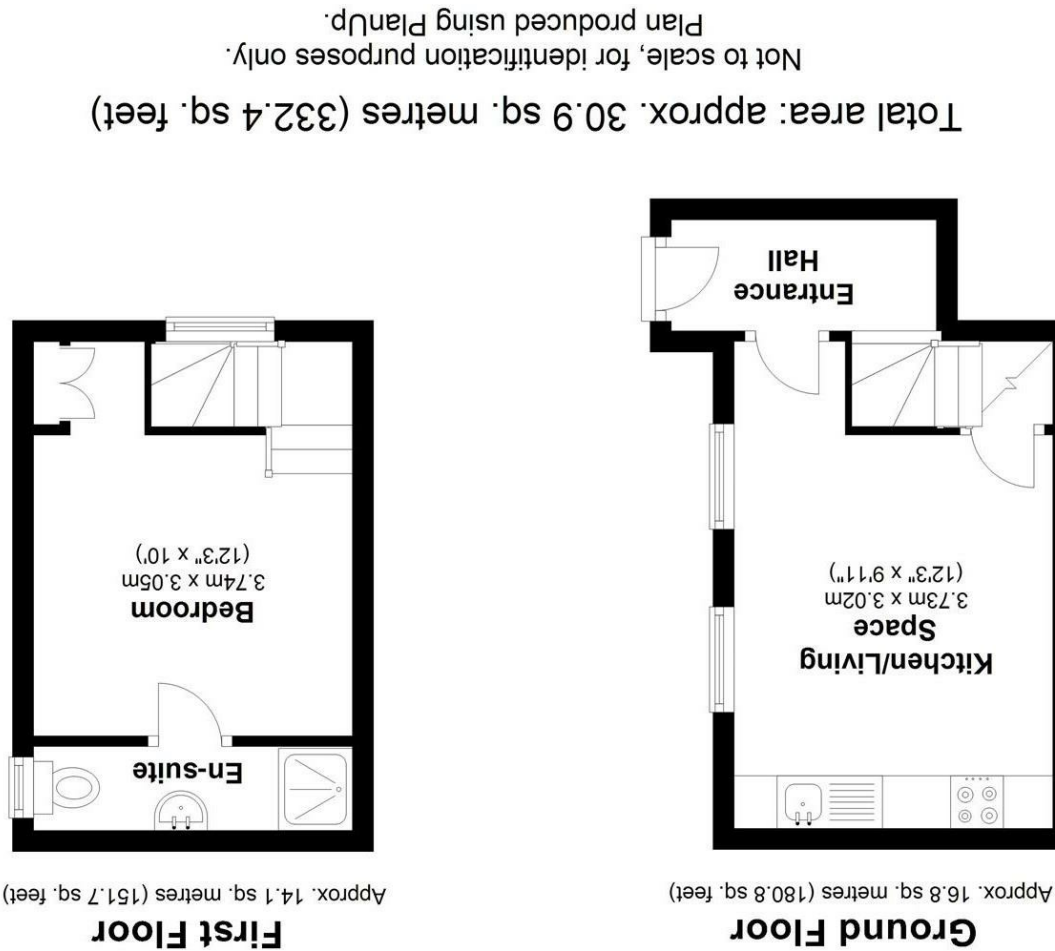 Ground Floor
Approx. 16.8 sq. metres (180.8 sq. feet)
Kitchen/Living
Space
3.73m x 3.02m
(12'3" x 9'11")
Entrance
Hall
First Floor
Approx. 14.1 sq. metres (151.7 sq. feet)
En-suite
Bedroom
3.74m x 3.05m
(12'3" x 10')
Total area: approx. 30.9 sq. metres (332.4 sq. feet)
Not to scale, for identification purposes only.
Plan produced using PlanUp.